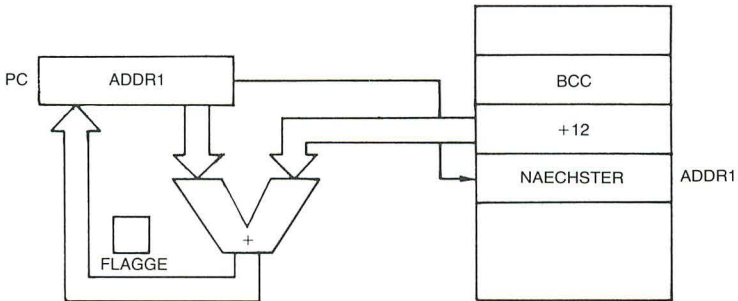 PC
ADDR1
BCC
+12
NAECHSTER
ADDR1
+
FLAGGE